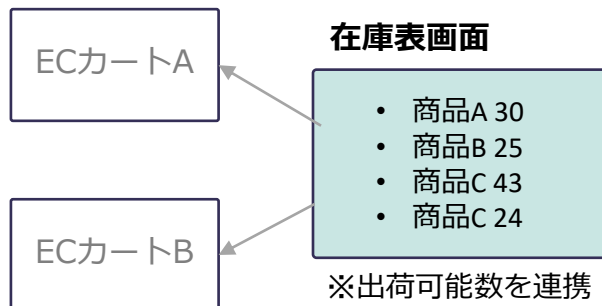 ECカートA
在庫表画面
• 商品A 30
• 商品B 25
• 商品C 43
• 商品C 24
ECカートB
※出荷可能数を連携